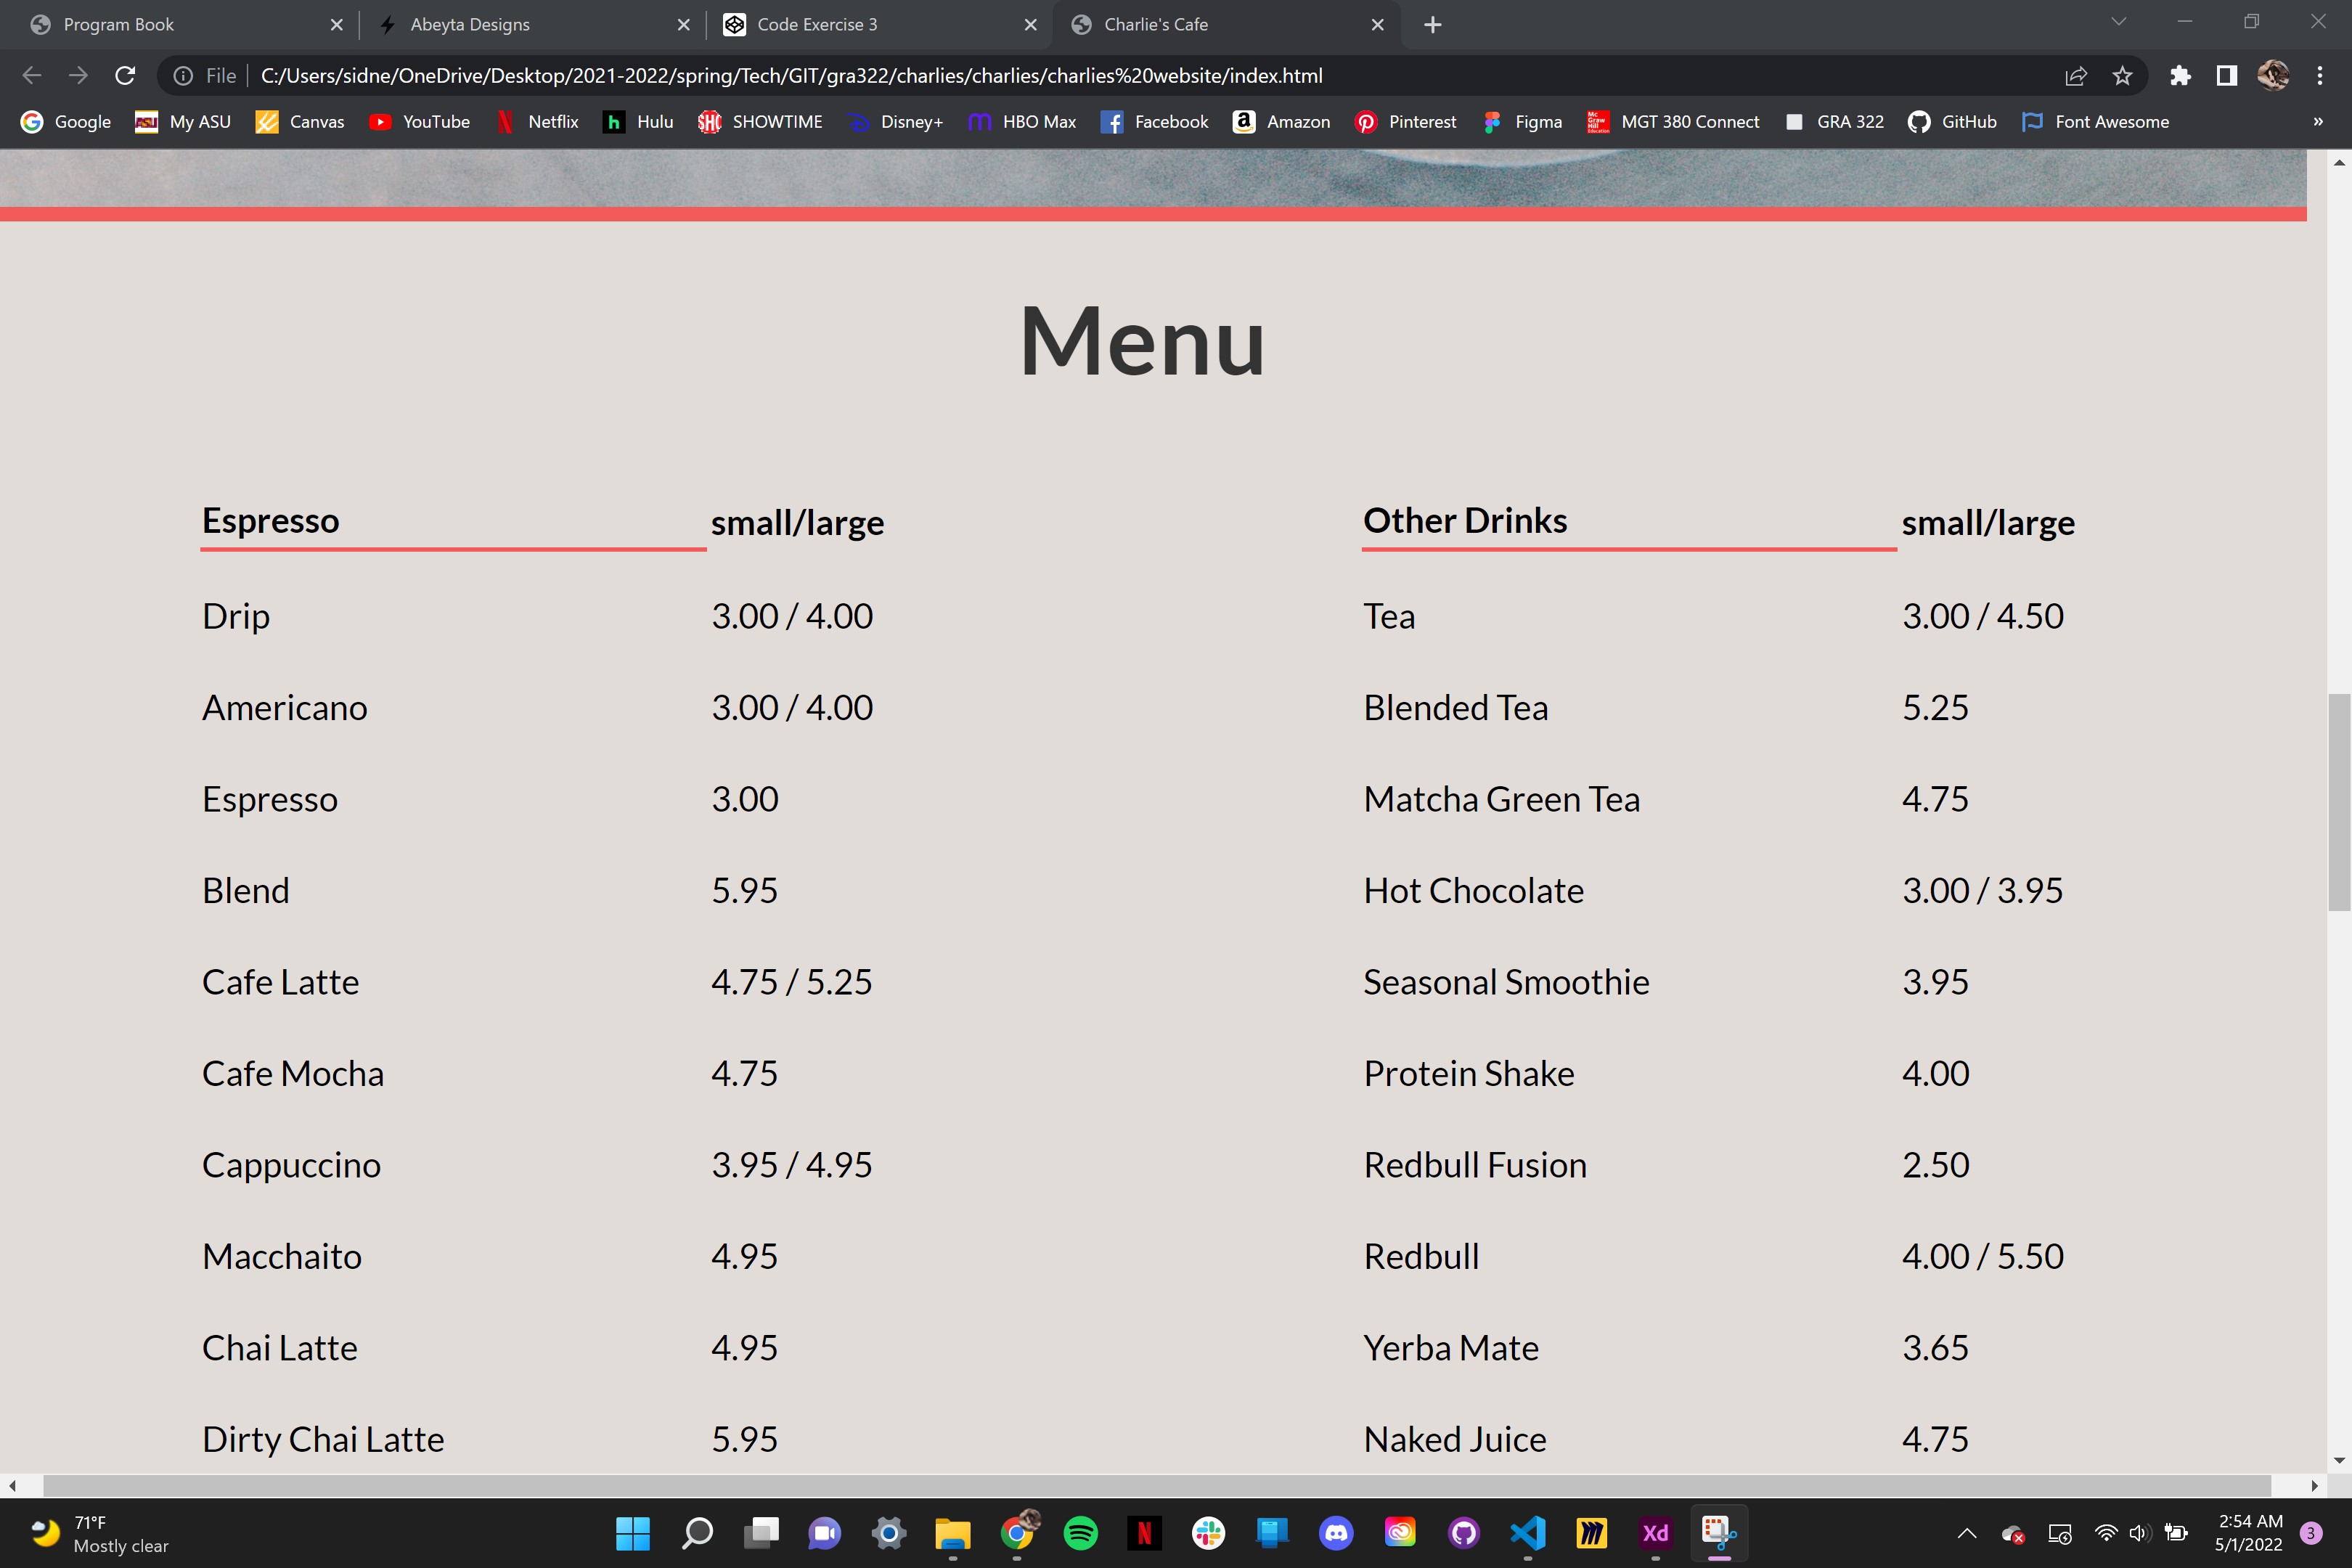 Program Book
Abeyta Designs
Code Exercise 3
Charlie's Cafe
File C:/Users/sidne/OneDrive/Desktop/2021-2022/spring/Tech/GIT/gra322/charlies/charlies/charlies%20website/index.html
Google My ASU Canvas YouTube Netflix Hulu SHOWTIME Disney+ HBO Max Facebook Amazon Pinterest Figma MGT 380 Connect GRA 322 GitHub Font Awesome »
Menu
Espresso small/large
Drip 3.00 / 4.00
Americano 3.00 / 4.00
Espresso 3.00
Blend 5.95
Cafe Latte 4.75 / 5.25
Cafe Mocha 4.75
Cappuccino 3.95 / 4.95
Macchaito 4.95
Chai Latte 4.95
Dirty Chai Latte 5.95
Other Drinks small/large
Tea 3.00 / 4.50
Blended Tea 5.25
Matcha Green Tea 4.75
Hot Chocolate 3.00 / 3.95
Seasonal Smoothie 3.95
Protein Shake 4.00
Redbull Fusion 2.50
Redbull 4.00 / 5.50
Yerba Mate 3.65
Naked Juice 4.75
71°F
Mostly clear
2:54 AM
5/1/2022
3